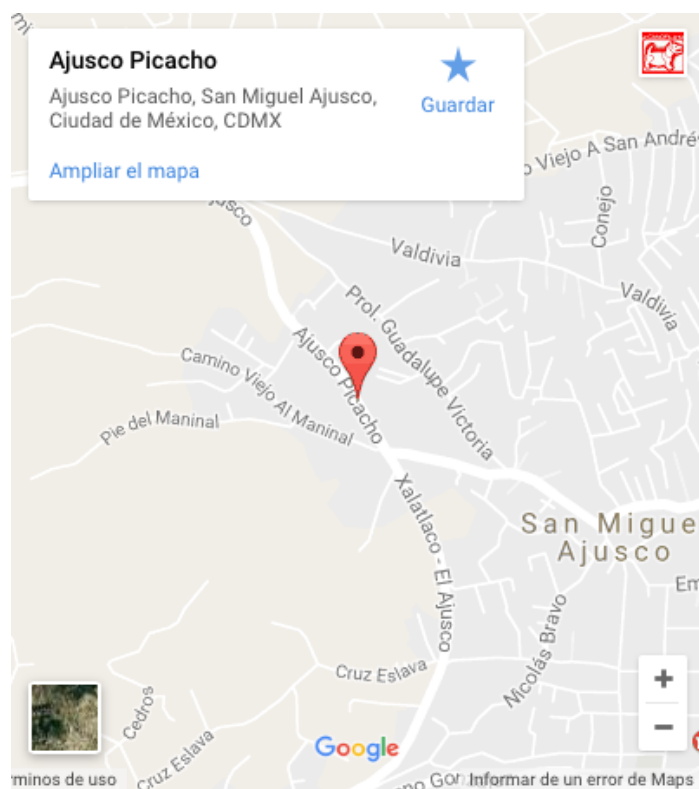 Ajusco Picacho
Ajusco Picacho, San Miguel Ajusco,
Ciudad de México, CDMX
Guardar
Ampliar el mapa
Viejo A San André
Conejo
Valdivia
Valdivia
Prol. Guadalupe Victoria
Ajusco Picacho
Camino Viejo Al Maninal
Pie del Maninal
Xalatlaco - El Ajusco
San Migue
Ajusco
Em
Nicolás Bravo
Cruz Eslava
Cedros
Cruz Eslava
+
−
Google
rminos de uso
Informar de un error de Maps